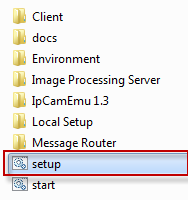 Client
docs
Environment
Image Processing Server
IpCamEmu 1.3
Local Setup
Message Router
setup
start